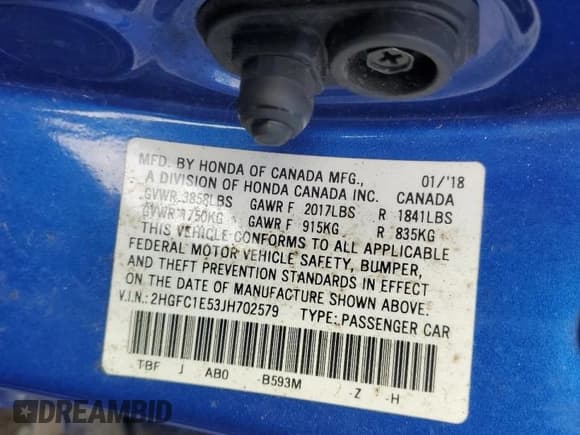 MFD. BY HONDA OF CANADA MFG., 01/'18
A DIVISION OF HONDA CANADA INC. CANADA
GVWR 3858LBS GAWR F 2017LBS R 1841LBS
GVWR 1750KG GAWR F 915KG R 835KG
THIS VEHICLE CONFORMS TO ALL APPLICABLE
FEDERAL MOTOR VEHICLE SAFETY, BUMPER,
AND THEFT PREVENTION STANDARDS IN EFFECT
ON THE DATE OF MANUFACTURE SHOWN ABOVE.
V.I.N.: 2HGFC1E53JH702579 TYPE: PASSENGER CAR
TBF J AB0 -B593M -Z -H
DREAMBID